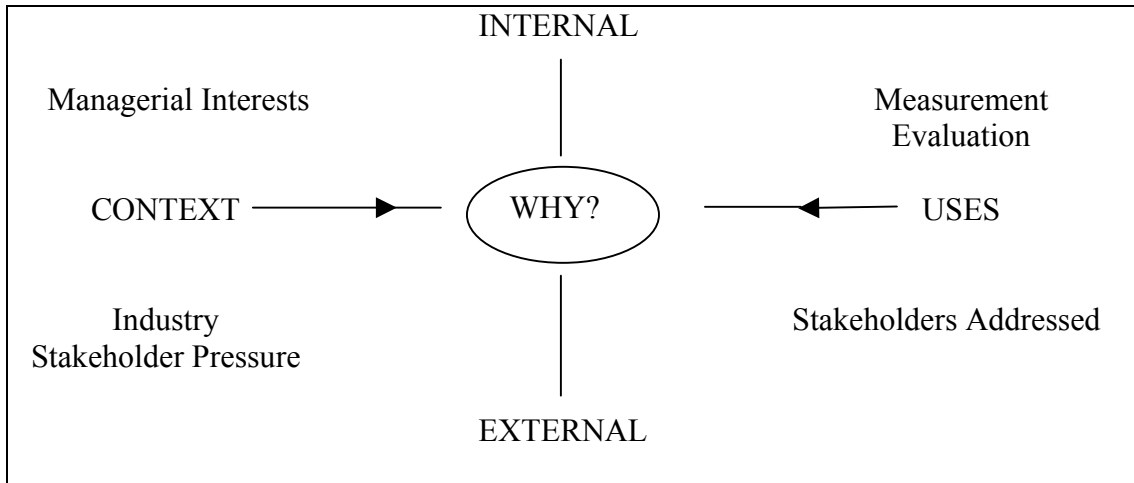 INTERNAL
Managerial Interests
Measurement
Evaluation
CONTEXT
WHY?
USES
Industry
Stakeholder Pressure
Stakeholders Addressed
EXTERNAL